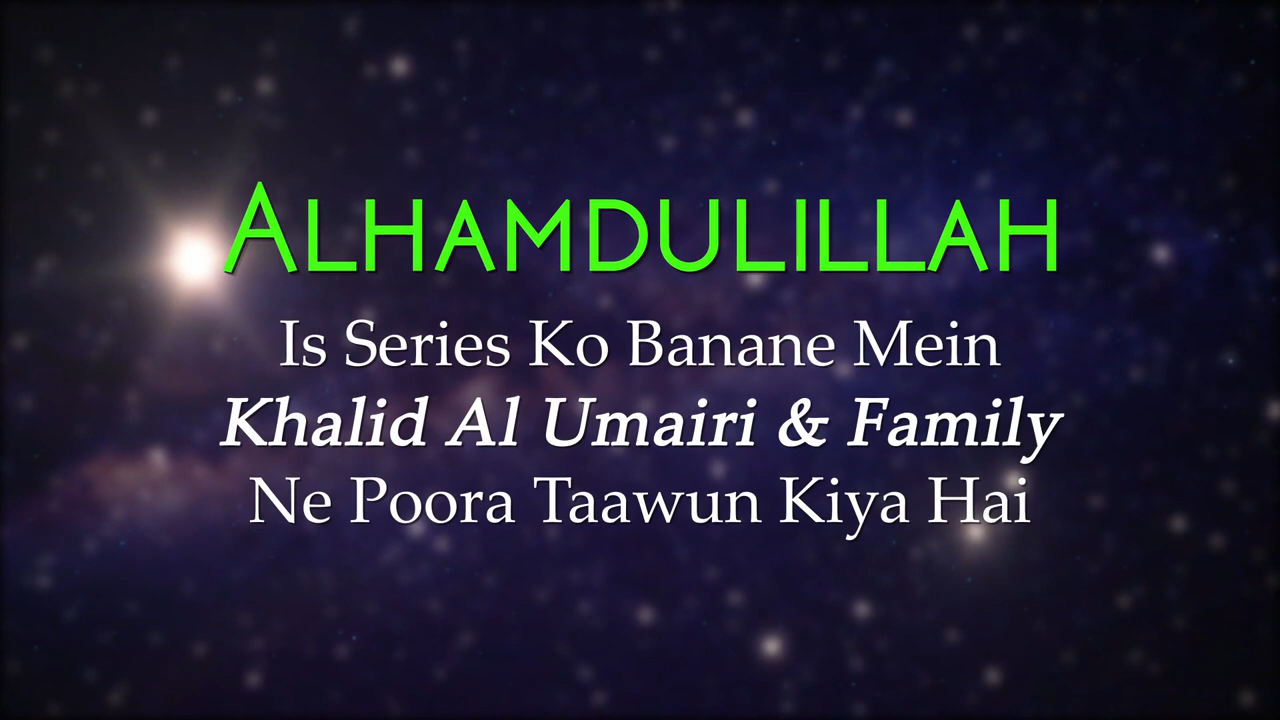 ALHAMDULILLAH
Is Series Ko Banane Mein
Khalid Al Umairi & Family
Ne Poora Taawun Kiya Hai